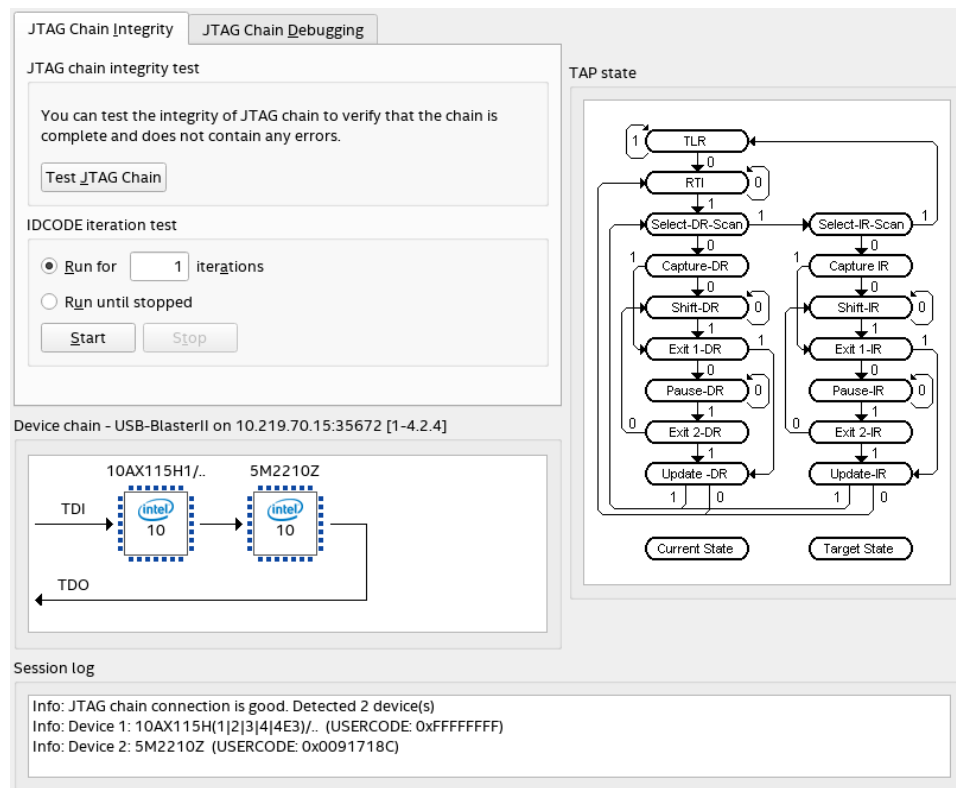 JTAG Chain Integrity
JTAG Chain Debugging
JTAG chain integrity test
You can test the integrity of JTAG chain to verify that the chain is
complete and does not contain any errors.
Test JTAG Chain
IDCODE iteration test
Run for 1 iterations
Run until stopped
Start
Stop
Device chain - USB-BlasterII on 10.219.70.15:35672 [1-4.2.4]
10AX115H1/.. 5M2210Z
TDI
intel
10
intel
10
TDO
TAP state
1 TLR
0
RTI 0
1
Select-DR-Scan 1 Select-IR-Scan 1
0 0
1 Capture-DR 1 Capture IR
0 0
Shift-DR 0 Shift-IR 0
1 1
Exit 1-DR 1 Exit 1-IR 1
0 0
Pause-DR 0 Pause-IR 0
1 1
0 Exit 2-DR 0 Exit 2-IR
1 1
Update -DR Update-IR
1 0 1 0
Current State Target State
Session log
Info: JTAG chain connection is good. Detected 2 device(s)
Info: Device 1: 10AX115H(1|2|3|4|4E3)/.. (USERCODE: 0xFFFFFFFF)
Info: Device 2: 5M2210Z (USERCODE: 0x0091718C)